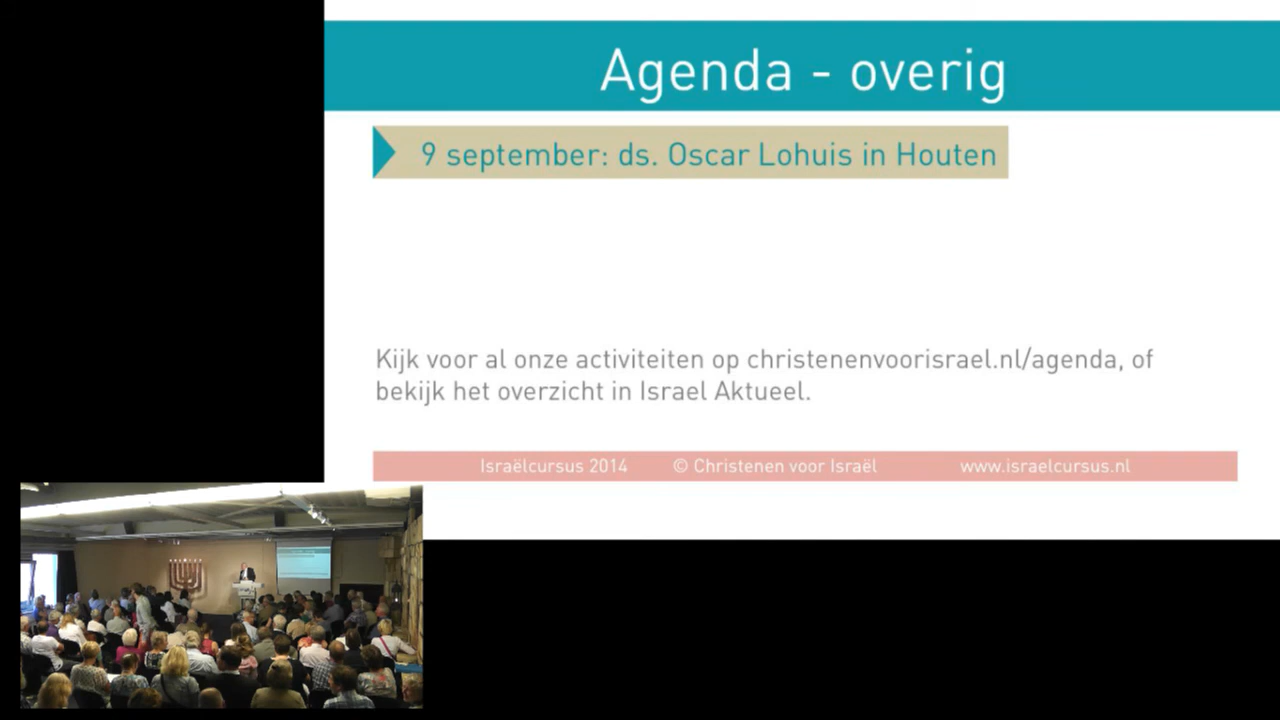 Agenda - overig
9 september: ds. Oscar Lohuis in Houten
Kijk voor al onze activiteiten op christenenvoorisrael.nl/agenda, of
bekijk het overzicht in Israel Aktueel.
Israëlcursus 2014 © Christenen voor Israël www.israelcursus.nl